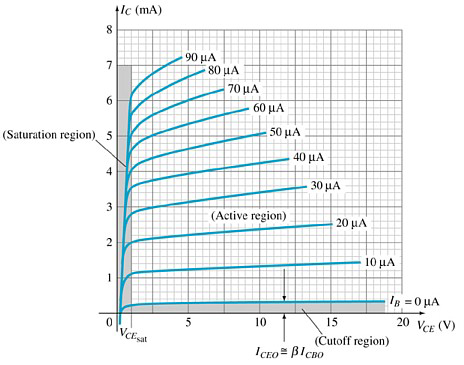 I_C (mA)
8
7
6
5
4
3
2
1
0
90 μA
80 μA
70 μA
60 μA
50 μA
40 μA
30 μA
20 μA
10 μA
I_B = 0 μA
(Saturation region)
(Active region)
(Cutoff region)
5
10
15
20
V_CE (V)
V_CEsat
I_CEO ≅ β I_CBO